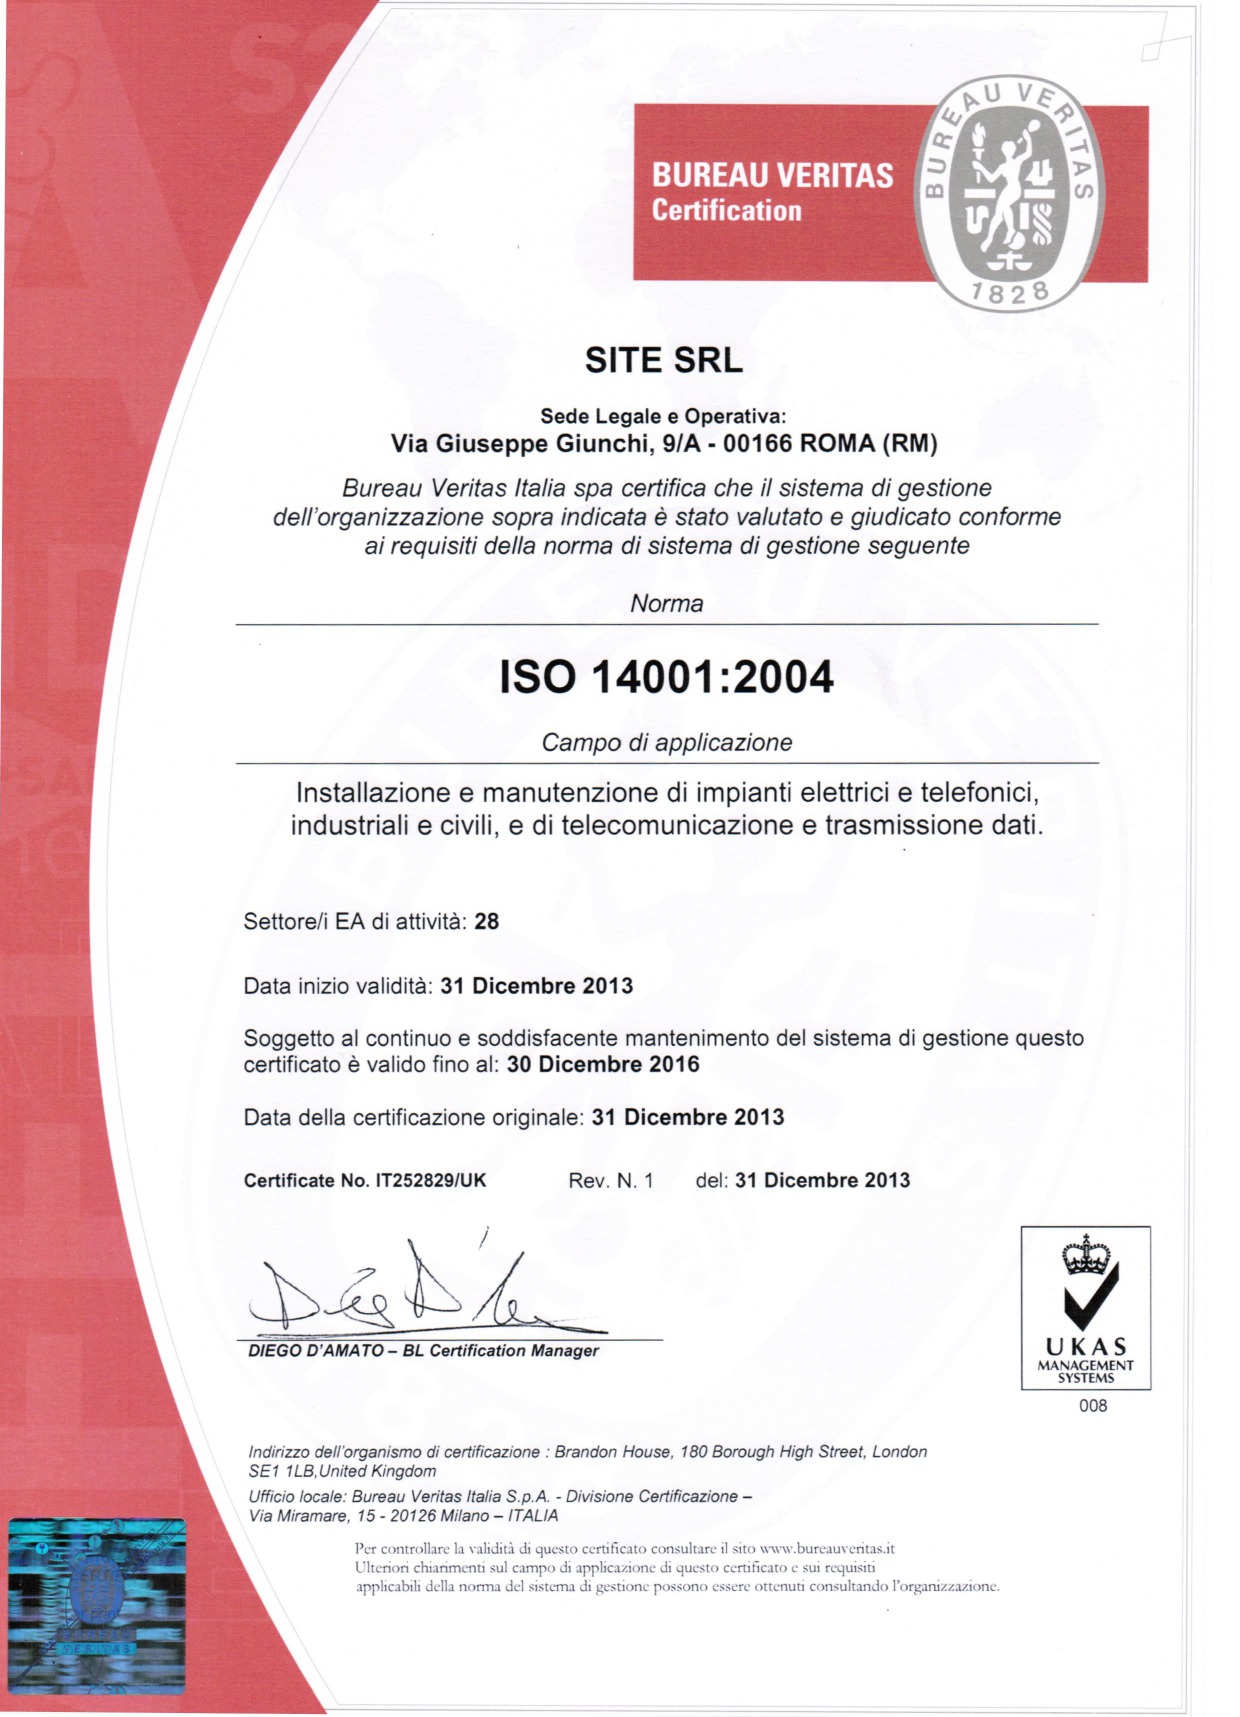 BUREAU VERITAS
Certification
BUREAU VERITAS
1828
SITE SRL
Sede Legale e Operativa:
Via Giuseppe Giunchi, 9/A - 00166 ROMA (RM)
Bureau Veritas Italia spa certifica che il sistema di gestione
dell'organizzazione sopra indicata è stato valutato e giudicato conforme
ai requisiti della norma di sistema di gestione seguente
Norma
ISO 14001:2004
Campo di applicazione
Installazione e manutenzione di impianti elettrici e telefonici,
industriali e civili, e di telecomunicazione e trasmissione dati.
Settore/i EA di attività: 28
Data inizio validità: 31 Dicembre 2013
Soggetto al continuo e soddisfacente mantenimento del sistema di gestione questo
certificato è valido fino al: 30 Dicembre 2016
Data della certificazione originale: 31 Dicembre 2013
Certificate No. IT252829/UK Rev. N. 1 del: 31 Dicembre 2013
DIEGO D'AMATO – BL Certification Manager
UKAS
MANAGEMENT
SYSTEMS
008
Indirizzo dell'organismo di certificazione : Brandon House, 180 Borough High Street, London
SE1 1LB,United Kingdom
Ufficio locale: Bureau Veritas Italia S.p.A. - Divisione Certificazione –
Via Miramare, 15 - 20126 Milano – ITALIA
Per controllare la validità di questo certificato consultare il sito www.bureauveritas.it
Ulteriori chiarimenti sul campo di applicazione di questo certificato e sui requisiti
applicabili della norma del sistema di gestione possono essere ottenuti consultando l'organizzazione.